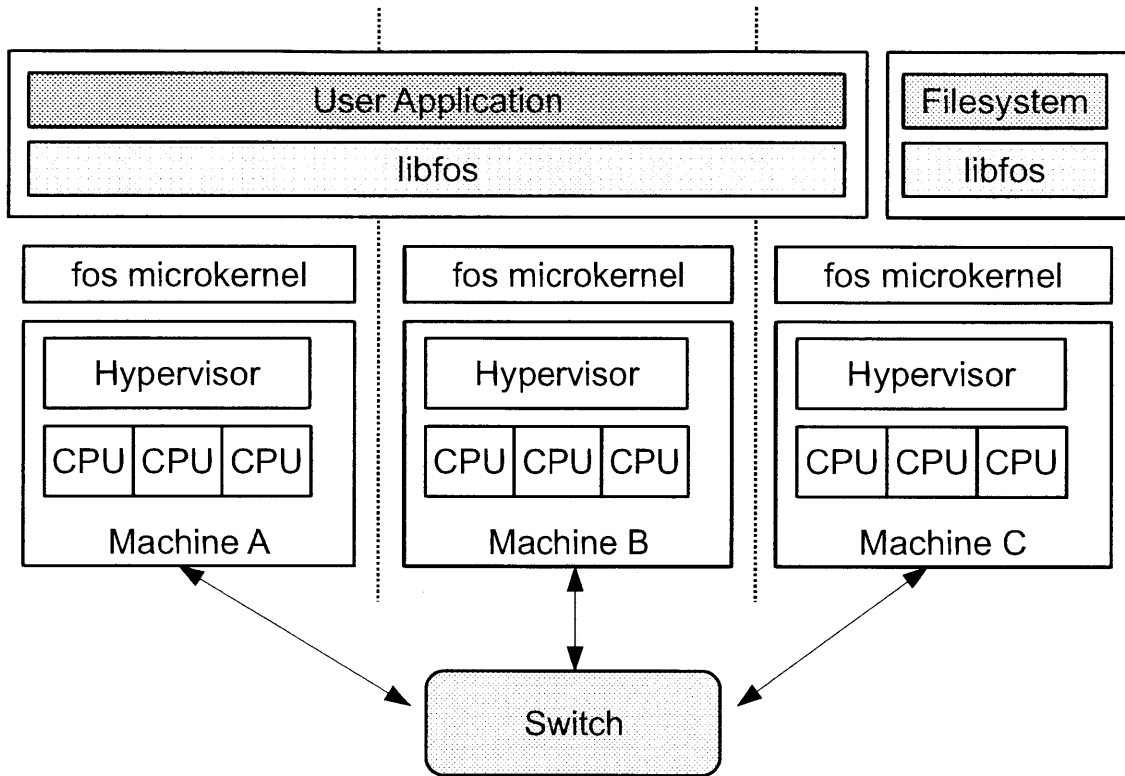 User Application
Filesystem
libfos
libfos
fos microkernel
fos microkernel
fos microkernel
Hypervisor
Hypervisor
Hypervisor
CPU CPU CPU
CPU CPU CPU
CPU CPU CPU
Machine A
Machine B
Machine C
Switch